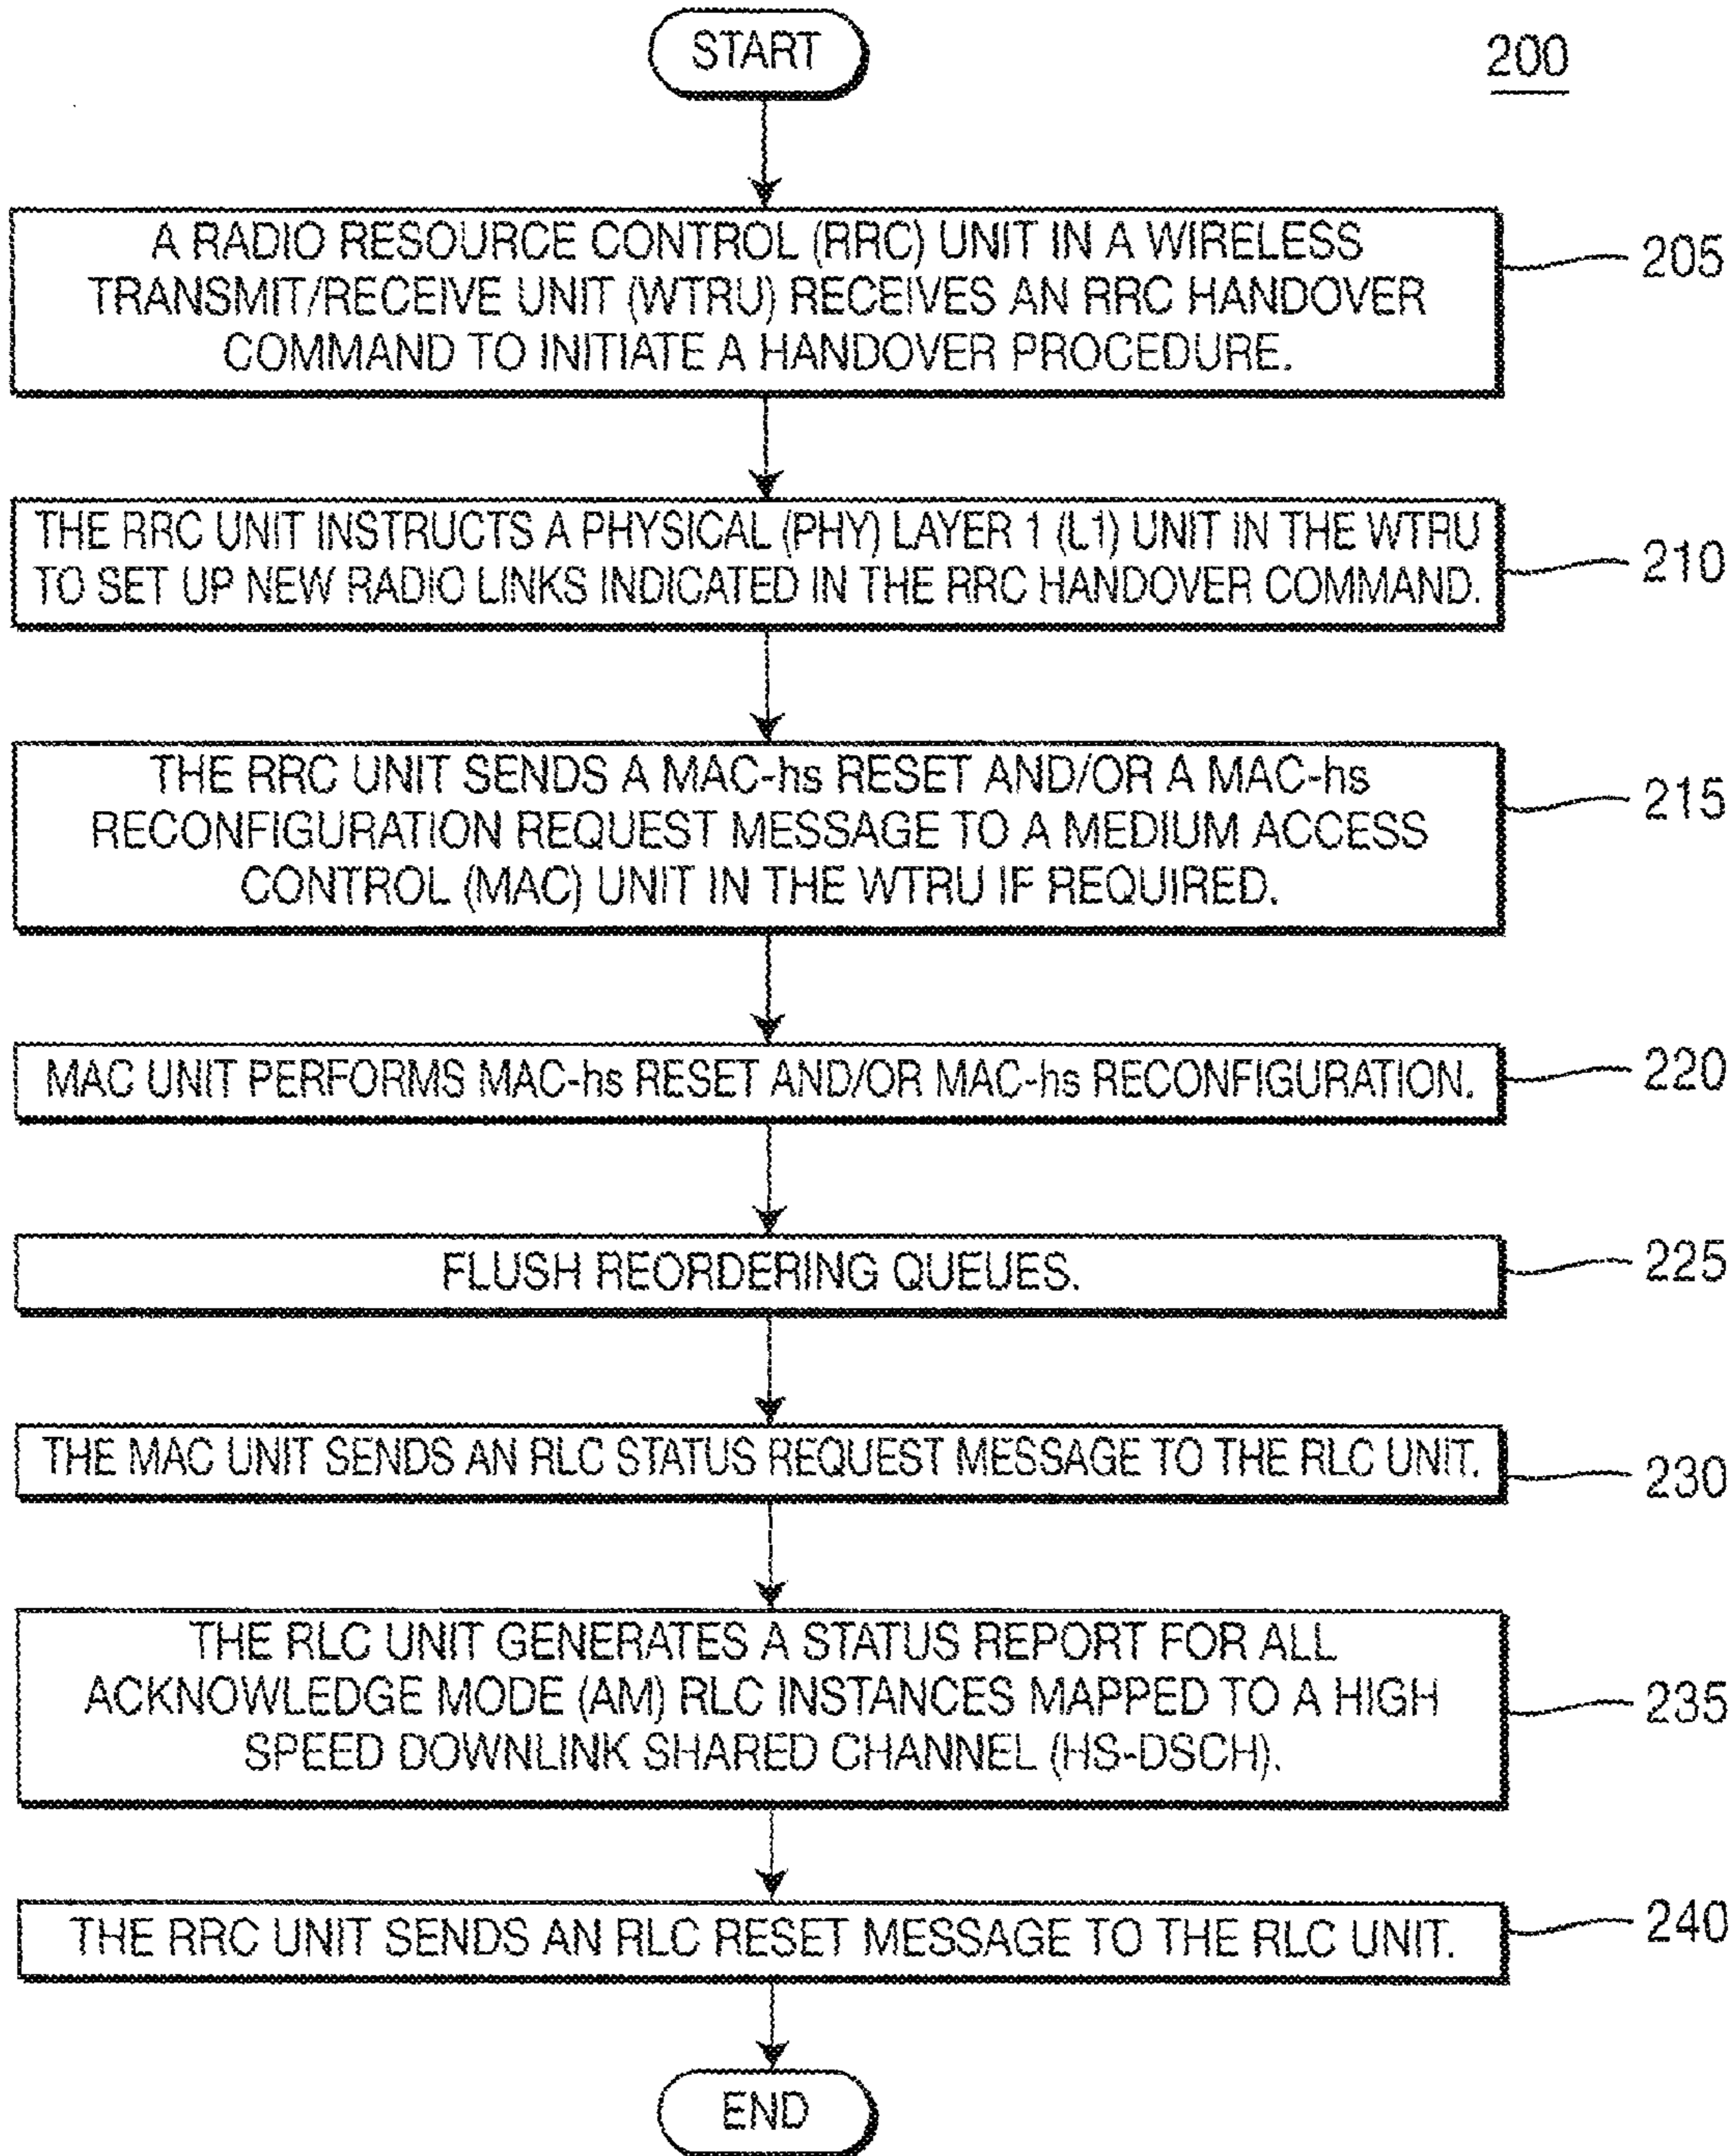 START
200
A RADIO RESOURCE CONTROL (RRC) UNIT IN A WIRELESS
TRANSMIT/RECEIVE UNIT (WTRU) RECEIVES AN RRC HANDOVER
COMMAND TO INITIATE A HANDOVER PROCEDURE.
205
THE RRC UNIT INSTRUCTS A PHYSICAL (PHY) LAYER 1 (L1) UNIT IN THE WTRU
TO SET UP NEW RADIO LINKS INDICATED IN THE RRC HANDOVER COMMAND.
210
THE RRC UNIT SENDS A MAC-hs RESET AND/OR A MAC-hs
RECONFIGURATION REQUEST MESSAGE TO A MEDIUM ACCESS
CONTROL (MAC) UNIT IN THE WTRU IF REQUIRED.
215
MAC UNIT PERFORMS MAC-hs RESET AND/OR MAC-hs RECONFIGURATION.
220
FLUSH REORDERING QUEUES.
225
THE MAC UNIT SENDS AN RLC STATUS REQUEST MESSAGE TO THE RLC UNIT.
230
THE RLC UNIT GENERATES A STATUS REPORT FOR ALL
ACKNOWLEDGE MODE (AM) RLC INSTANCES MAPPED TO A HIGH
SPEED DOWNLINK SHARED CHANNEL (HS-DSCH).
235
THE RRC UNIT SENDS AN RLC RESET MESSAGE TO THE RLC UNIT.
240
END